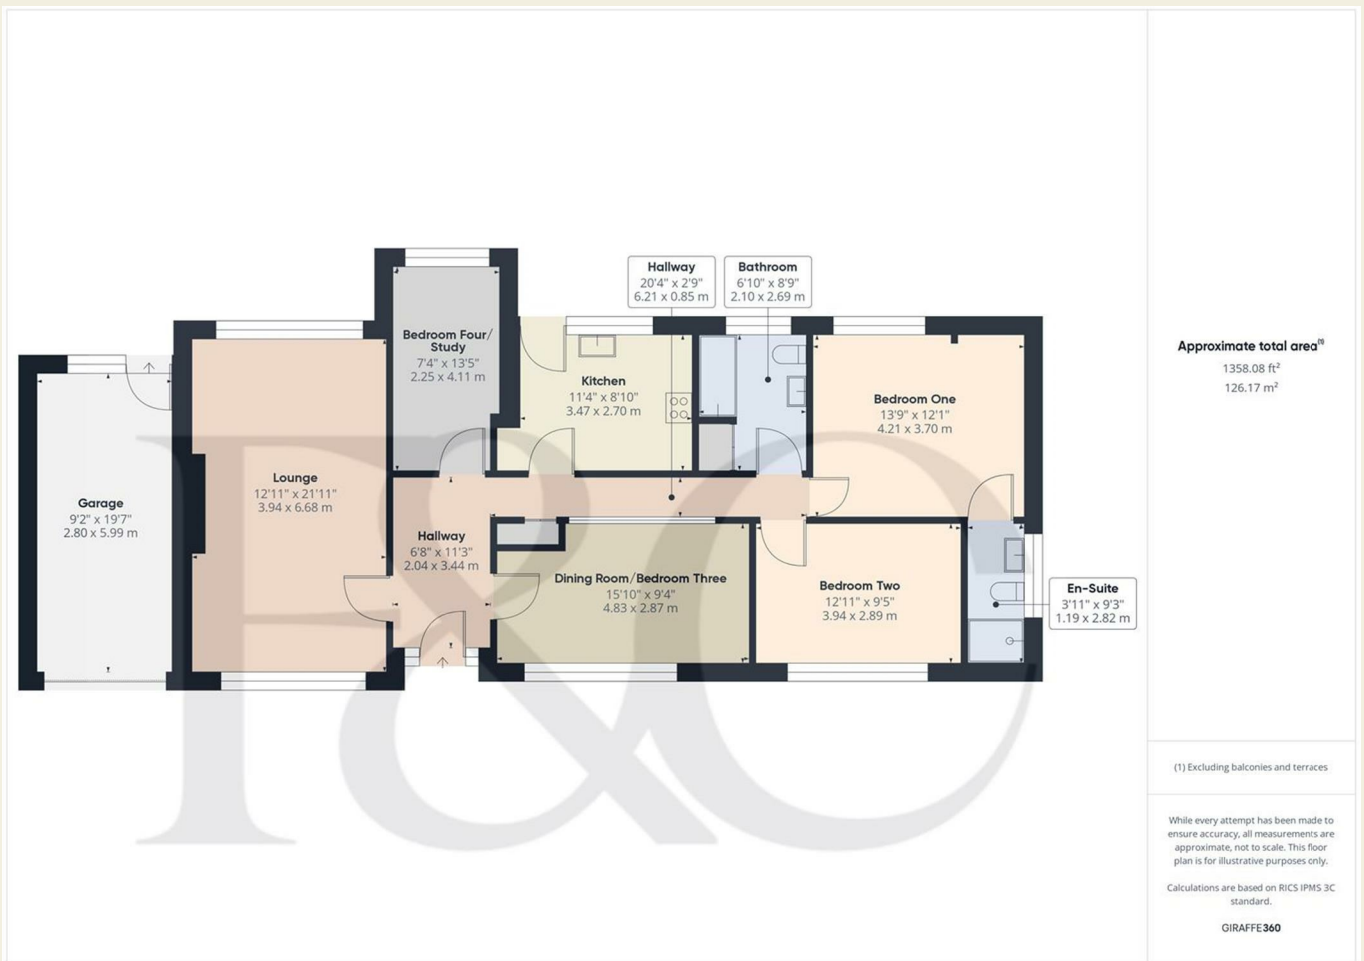 Hallway
20'4" x 2'9"
6.21 x 0.85 m
Bathroom
6'10" x 8'9"
2.10 x 2.69 m
Bedroom Four/
Study
7'4" x 13'5"
2.25 x 4.11 m
Kitchen
11'4" x 8'10"
3.47 x 2.70 m
Bedroom One
13'9" x 12'1"
4.21 x 3.70 m
Lounge
12'11" x 21'11"
3.94 x 6.68 m
Garage
9'2" x 19'7"
2.80 x 5.99 m
Hallway
6'8" x 11'3"
2.04 x 3.44 m
Dining Room/Bedroom Three
15'10" x 9'4"
4.83 x 2.87 m
Bedroom Two
12'11" x 9'5"
3.94 x 2.89 m
En-Suite
3'11" x 9'3"
1.19 x 2.82 m
F&C
Approximate total area(1)
1358.08 ft²
126.17 m²
(1) Excluding balconies and terraces
While every attempt has been made to
ensure accuracy, all measurements are
approximate, not to scale. This floor
plan is for illustrative purposes only.
Calculations are based on RICS IPMS 3C
standard.
GIRAFFE360